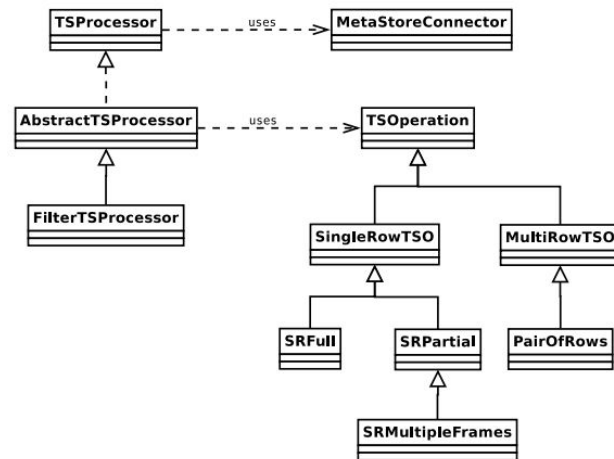 TSProcessor uses MetaStoreConnector
AbstractTSProcessor uses TSOperation
FilterTSProcessor
SingleRowTSO MultiRowTSO
SRFull SRPartial PairOfRows
SRMultipleFrames